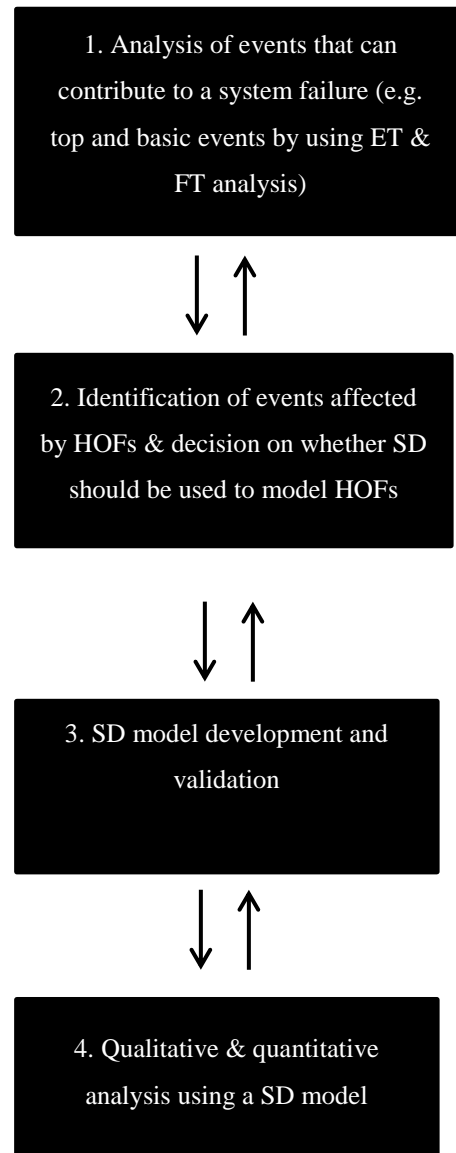 1. Analysis of events that can
contribute to a system failure (e.g.
top and basic events by using ET &
FT analysis)
2. Identification of events affected
by HOFs & decision on whether SD
should be used to model HOFs
3. SD model development and
validation
4. Qualitative & quantitative
analysis using a SD model